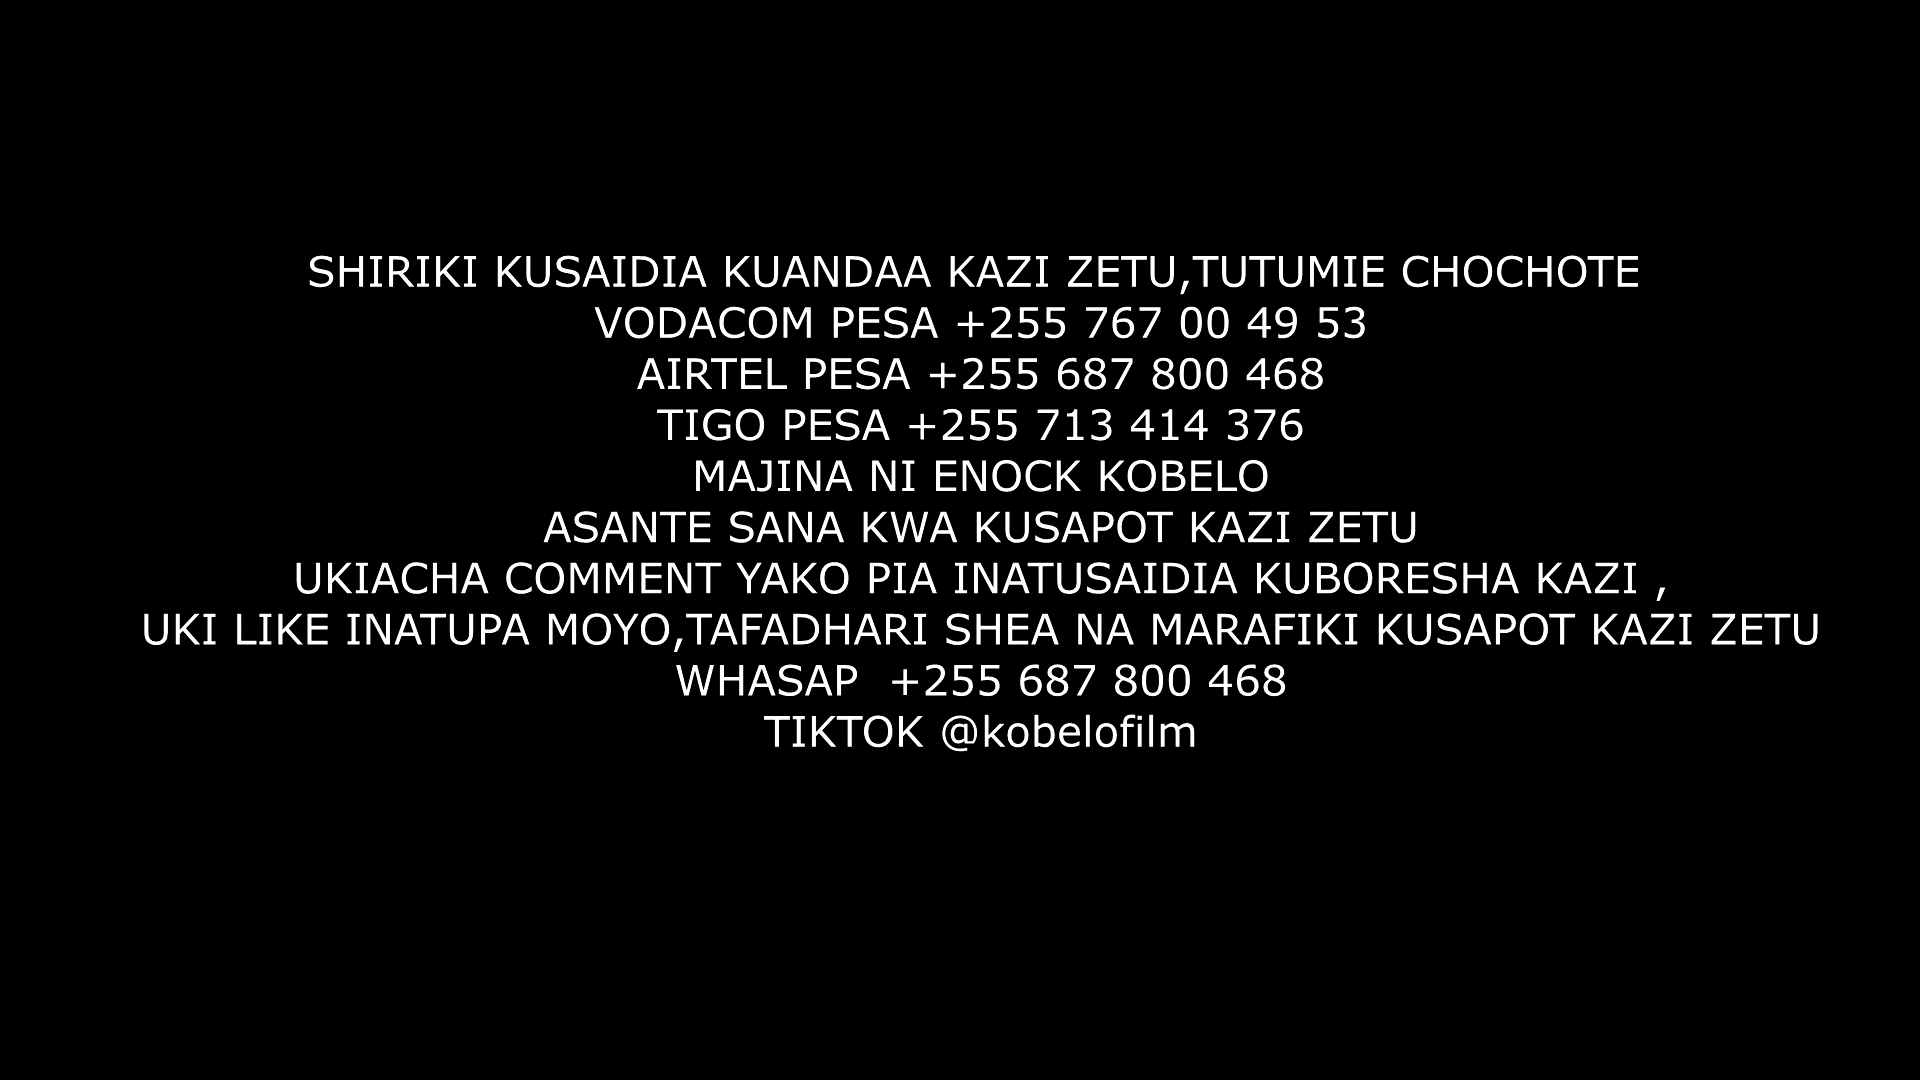 SHIRIKI KUSAIDIA KUANDAA KAZI ZETU,TUTUMIE CHOCHOTE
VODACOM PESA +255 767 00 49 53
AIRTEL PESA +255 687 800 468
TIGO PESA +255 713 414 376
MAJINA NI ENOCK KOBELO
ASANTE SANA KWA KUSAPOT KAZI ZETU
UKIACHA COMMENT YAKO PIA INATUSAIDIA KUBORESHA KAZI ,
UKI LIKE INATUPA MOYO,TAFADHARI SHEA NA MARAFIKI KUSAPOT KAZI ZETU
WHASAP  +255 687 800 468
TIKTOK @kobelofilm